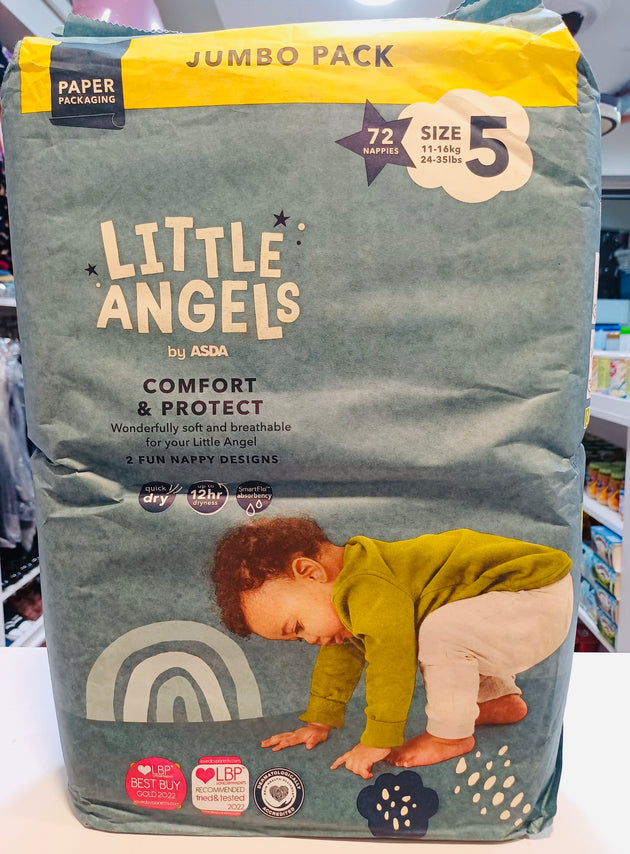 JUMBO PACK
PAPER
PACKAGING
72
NAPPIES
SIZE
11-16kg
24-35lbs
5
LITTLE
ANGELS
by ASDA
COMFORT
& PROTECT
Wonderfully soft and breathable
for your Little Angel
2 FUN NAPPY DESIGNS
quick
dry
up to
12hr
dryness
SmartFlo™
absorbency
LBP
BEST BUY
GOLD 2022
LBP
RECOMMENDED
tried & tested
2022
DERMATOLOGICALLY
ACCREDITED